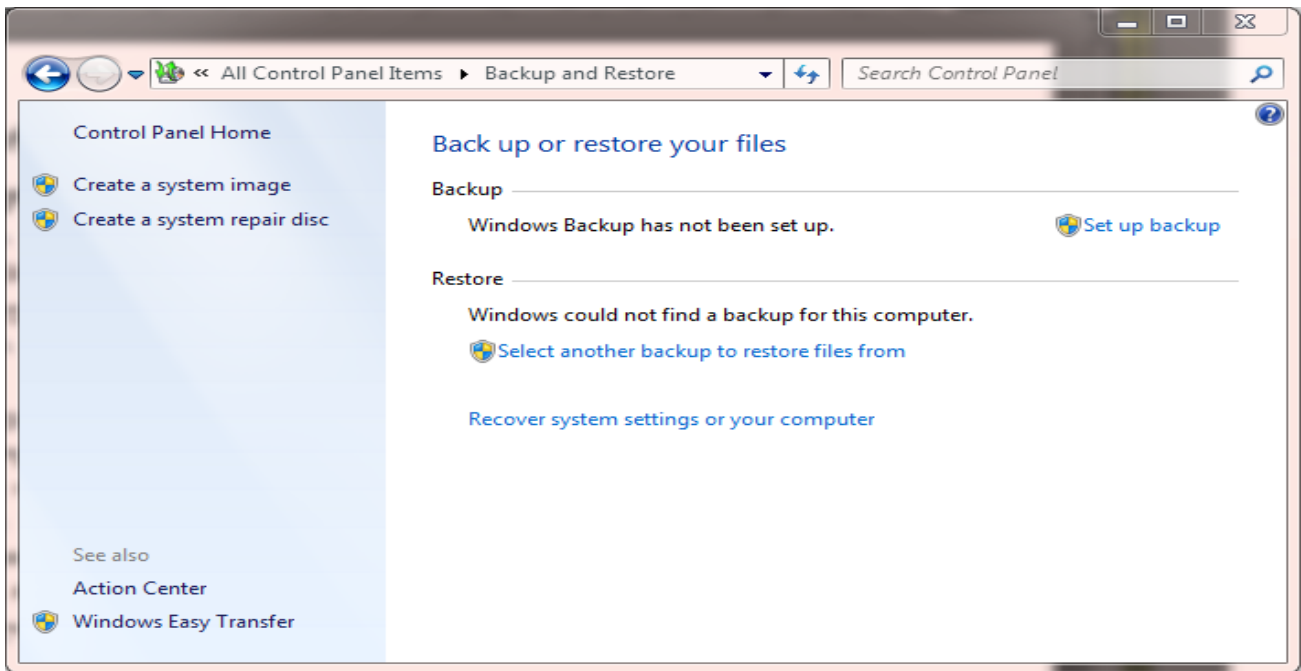 « All Control Panel Items ▸ Backup and Restore
Search Control Panel
Control Panel Home
Create a system image
Create a system repair disc
See also
Action Center
Windows Easy Transfer
Back up or restore your files
Backup
Windows Backup has not been set up.
Set up backup
Restore
Windows could not find a backup for this computer.
Select another backup to restore files from
Recover system settings or your computer